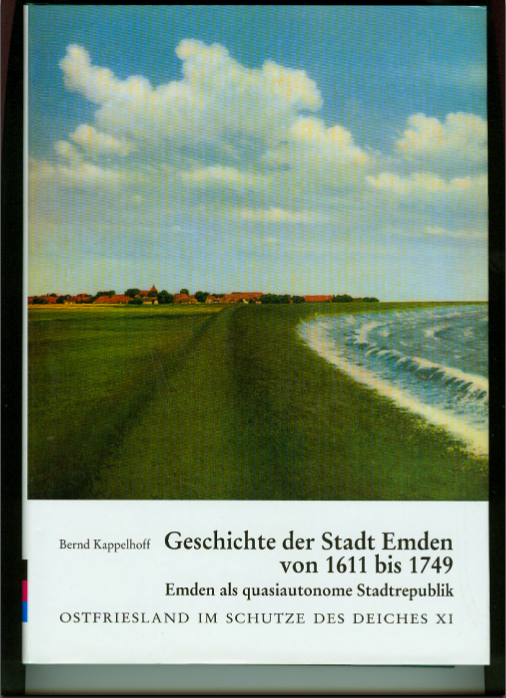 Bernd Kappelhoff Geschichte der Stadt Emden
von 1611 bis 1749
Emden als quasiautonome Stadtrepublik
OSTFRIESLAND IM SCHUTZE DES DEICHES XI